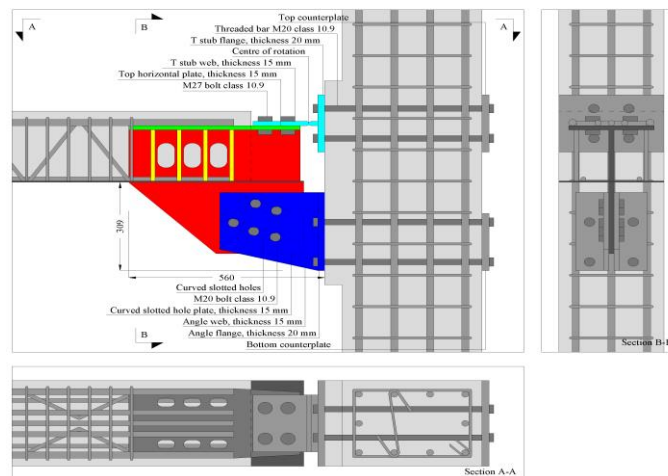 A
B
A
Top counterplate
Threaded bar M20 class 10.9
T stub flange, thickness 20 mm
Centre of rotation
T stub web, thickness 15 mm
Top horizontal plate, thickness 15 mm
M27 bolt class 10.9
309
560
Curved slotted holes
M20 bolt class 10.9
Curved slotted hole plate, thickness 15 mm
Angle web, thickness 15 mm
Angle flange, thickness 20 mm
Bottom counterplate
B
Section B-
Section A-A